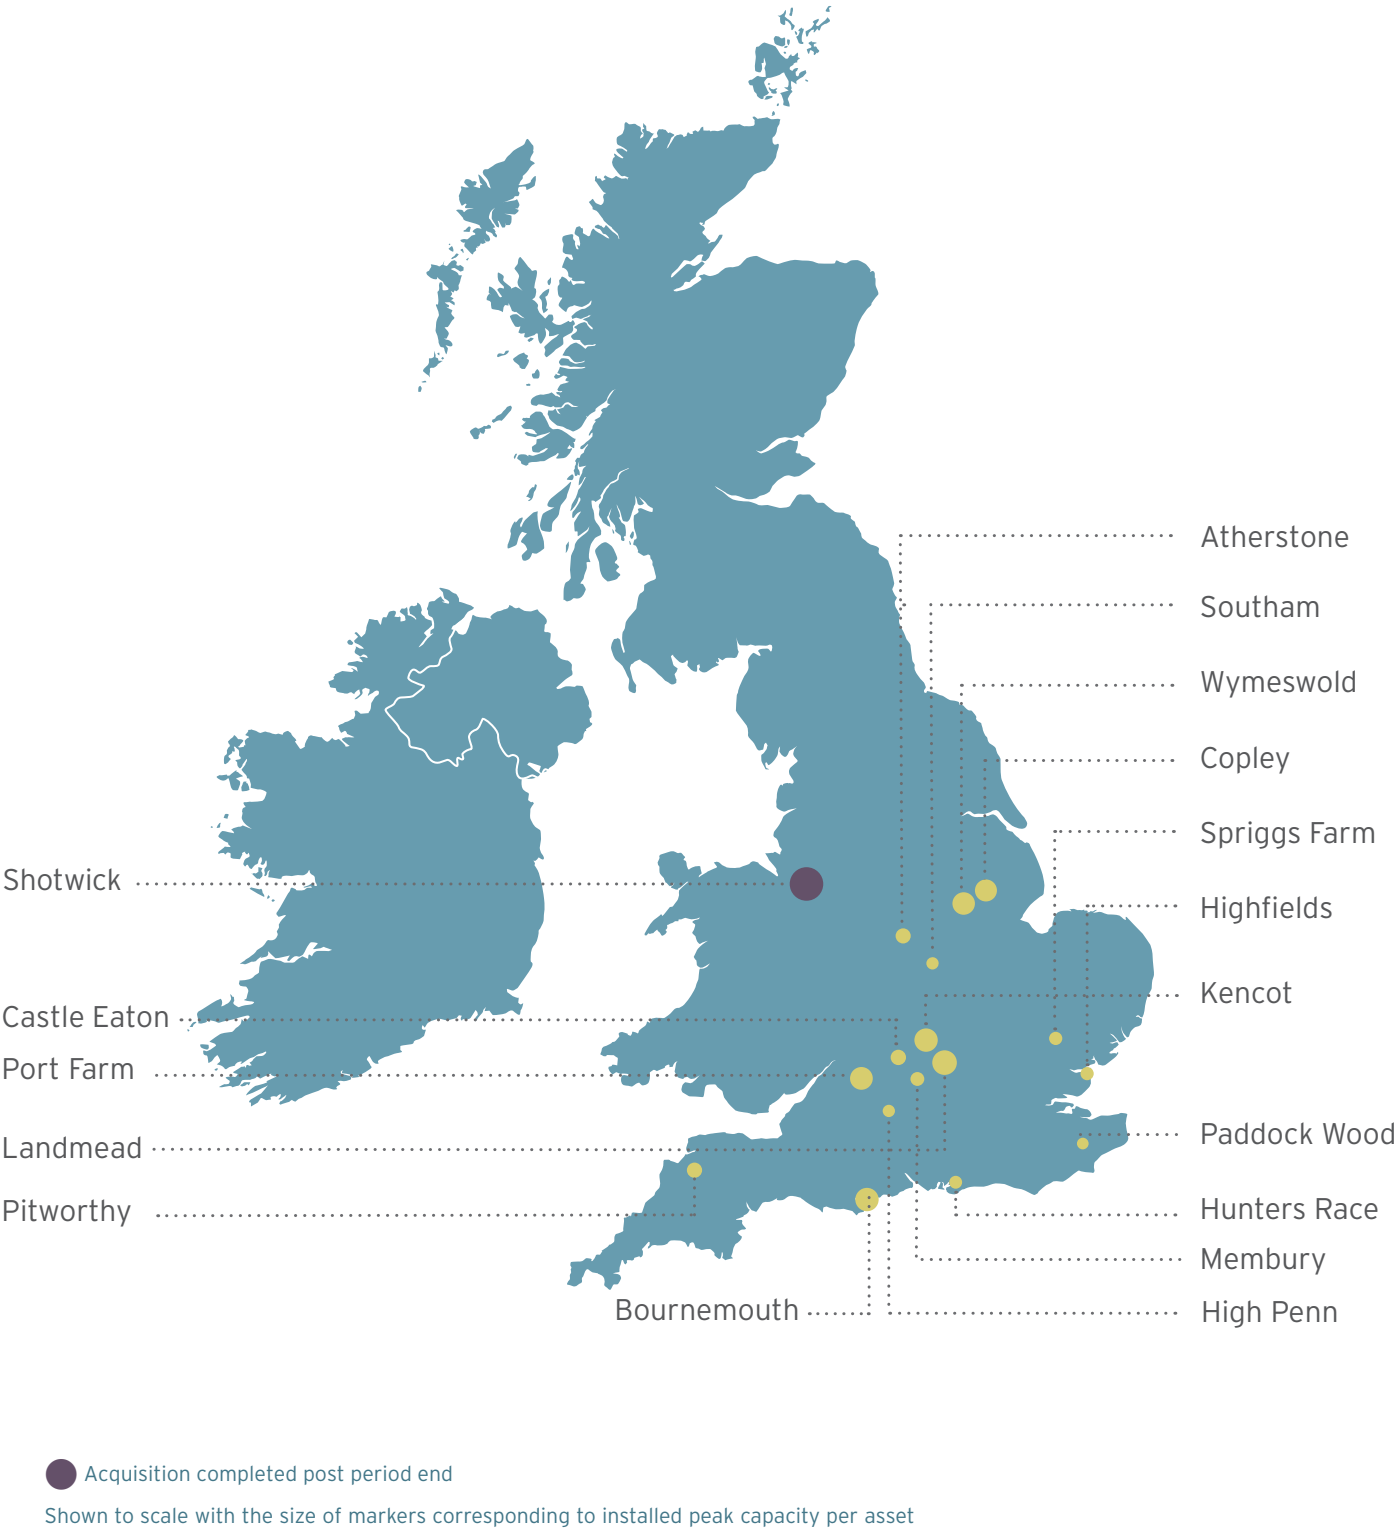 Atherstone
Southam
Wymeswold
Copley
Spriggs Farm
Shotwick
Highfields
Kencot
Castle Eaton
Port Farm
Paddock Wood
Landmead
Pitworthy
Hunters Race
Membury
Bournemouth
High Penn
Acquisition completed post period end
Shown to scale with the size of markers corresponding to installed peak capacity per asset